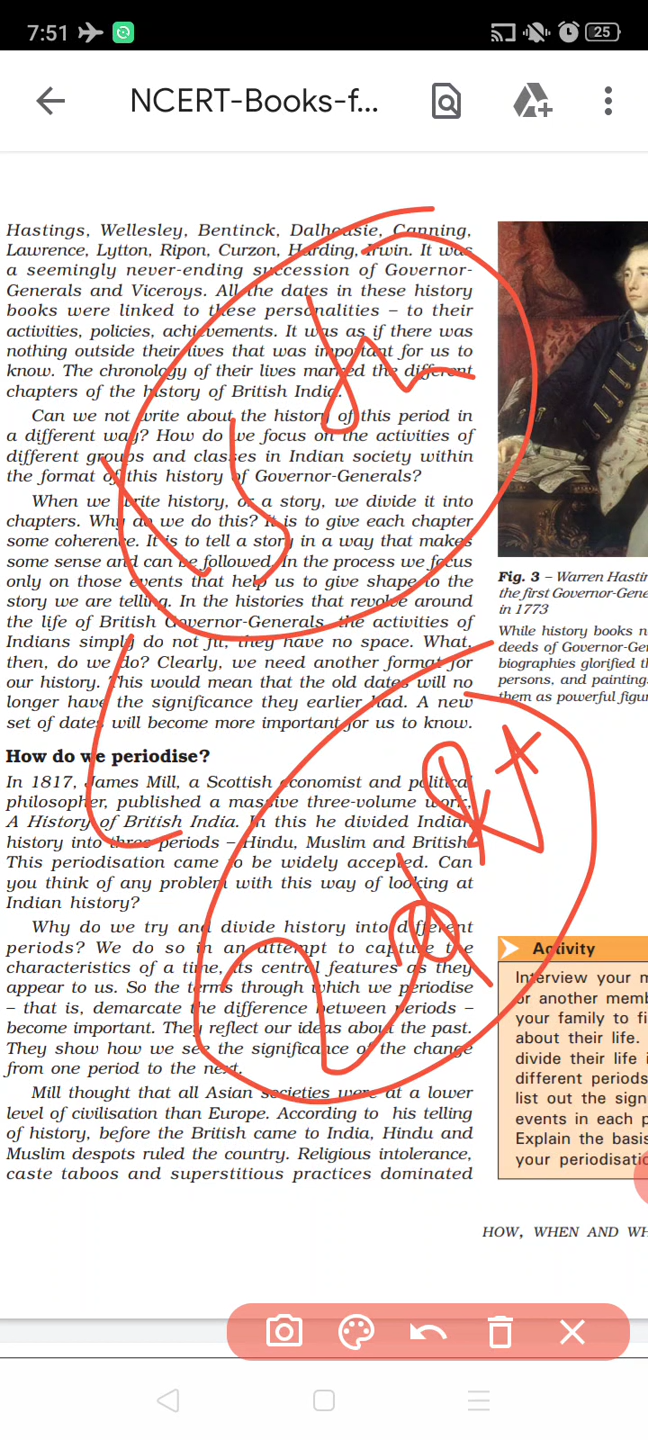 7:51
25
NCERT-Books-f...
Hastings, Wellesley, Bentinck, Dalhousie, Canning,
Lawrence, Lytton, Ripon, Curzon, Harding, Irwin. It was
a seemingly never-ending succession of Governor-
Generals and Viceroys. All the dates in these history
books were linked to these personalities – to their
activities, policies, achievements. It was as if there was
nothing outside their lives that was important for us to
know. The chronology of their lives marked the different
chapters of the history of British India.
Can we not write about the history of this period in
a different way? How do we focus on the activities of
different groups and classes in Indian society within
the format of this history of Governor-Generals?
When we write history, or a story, we divide it into
chapters. Why do we do this? It is to give each chapter
some coherence. It is to tell a story in a way that makes
some sense and can be followed. In the process we focus
only on those events that help us to give shape to the
story we are telling. In the histories that revolve around
the life of British Governor-Generals, the activities of
Indians simply do not fit, they have no space. What,
then, do we do? Clearly, we need another format for
our history. This would mean that the old dates will no
longer have the significance they earlier had. A new
set of dates will become more important for us to know.
How do we periodise?
In 1817, James Mill, a Scottish economist and political
philosopher, published a massive three-volume work,
A History of British India. In this he divided Indian
history into three periods – Hindu, Muslim and British.
This periodisation came to be widely accepted. Can
you think of any problem with this way of looking at
Indian history?
Why do we try and divide history into different
periods? We do so in an attempt to capture the
characteristics of a time, its central features as they
appear to us. So the terms through which we periodise
– that is, demarcate the difference between periods –
become important. They reflect our ideas about the past.
They show how we see the significance of the change
from one period to the next.
Mill thought that all Asian societies were at a lower
level of civilisation than Europe. According to his telling
of history, before the British came to India, Hindu and
Muslim despots ruled the country. Religious intolerance,
caste taboos and superstitious practices dominated
Fig. 3 – Warren Hastin
the first Governor-Gene
in 1773
While history books n
deeds of Governor-Ge
biographies glorified th
persons, and painting
them as powerful figur
Activity
Interview your m
or another memb
your family to fi
about their life.
divide their life i
different periods
list out the sign
events in each p
Explain the basis
your periodisatio
HOW, WHEN AND WH